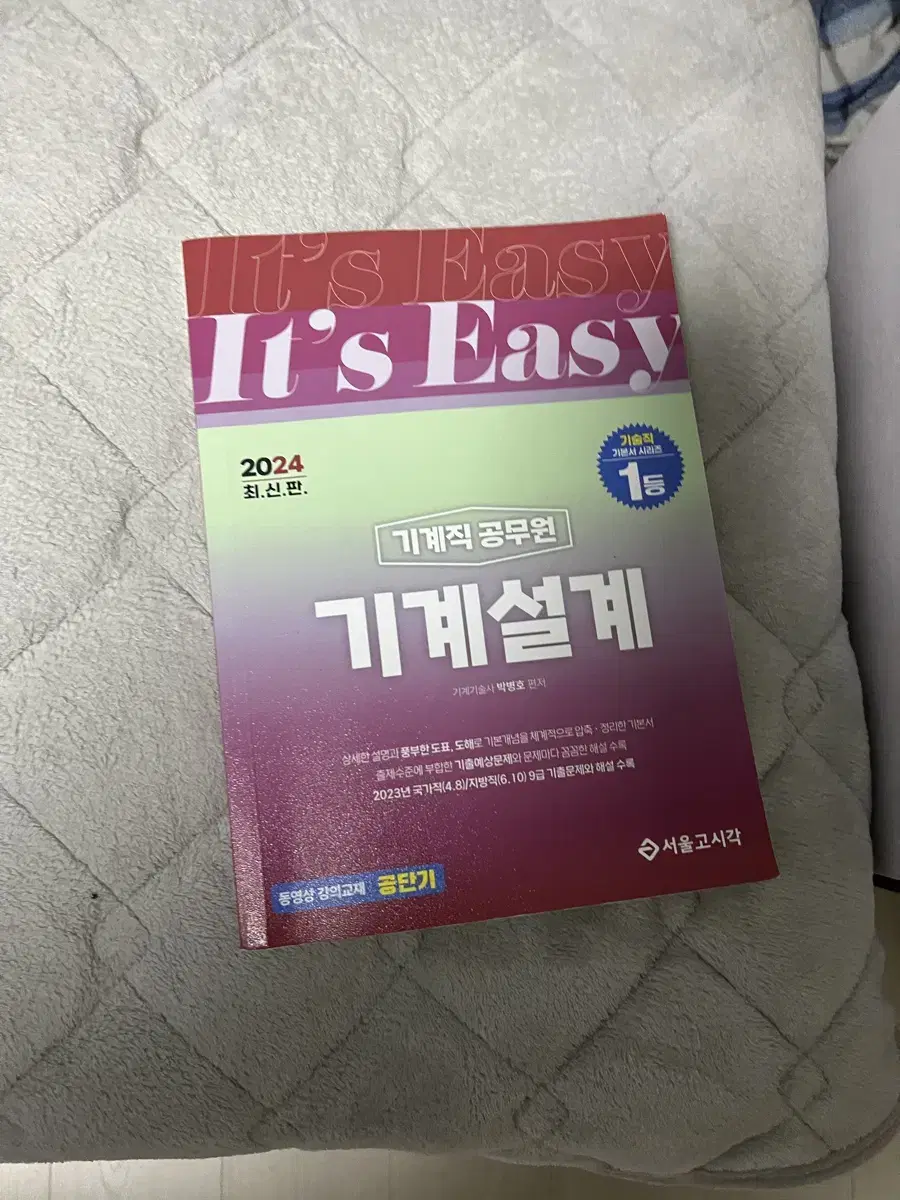 It's Easy
It's Easy
2024
최.신.판.
기술직
기본서 시리즈
1등
기계직 공무원
기계설계
기계기술사 박병호 편저
상세한 설명과 풍부한 도표, 도해로 기본개념을 체계적으로 압축·정리한 기본서
출제수준에 부합한 기출예상문제와 문제마다 꼼꼼한 해설 수록
2023년 국가직(4.8)/지방직(6.10) 9급 기출문제와 해설 수록
서울고시각
동영상 강의교재 공단기